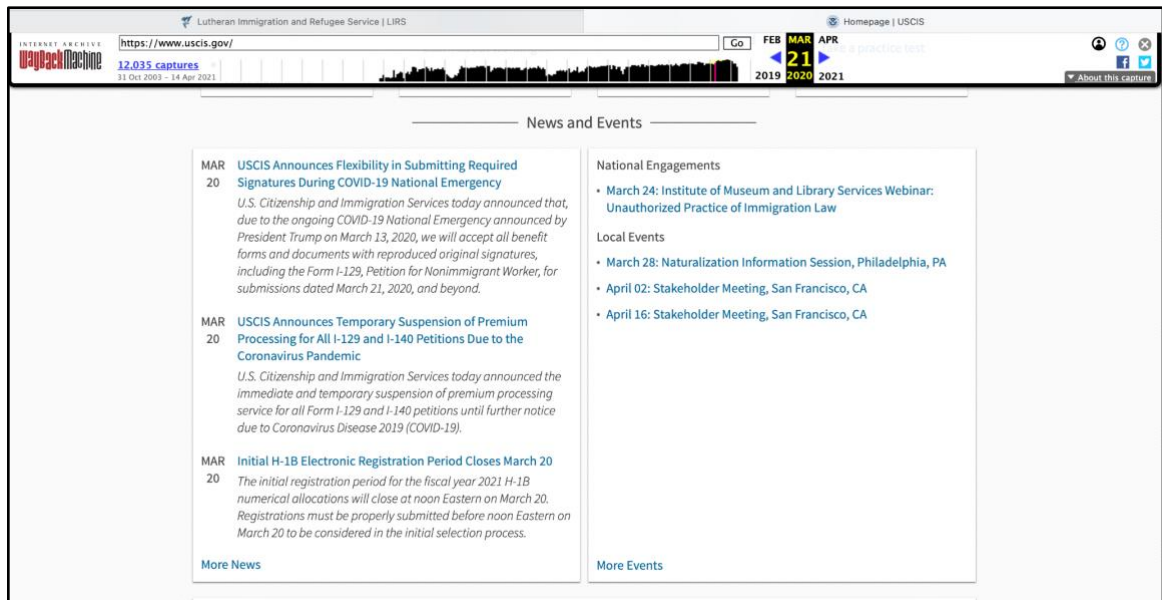 Lutheran Immigration and Refugee Service | LIRS
Homepage | USCIS
INTERNET ARCHIVE
WayBackMachine
https://www.uscis.gov/
Go
12,035 captures
31 Oct 2003 – 14 Apr 2021
FEB MAR APR
21
2019 2020 2021
a practice test
About this capture
News and Events
MAR 20
USCIS Announces Flexibility in Submitting Required
Signatures During COVID-19 National Emergency
U.S. Citizenship and Immigration Services today announced that,
due to the ongoing COVID-19 National Emergency announced by
President Trump on March 13, 2020, we will accept all benefit
forms and documents with reproduced original signatures,
including the Form I-129, Petition for Nonimmigrant Worker, for
submissions dated March 21, 2020, and beyond.
MAR 20
USCIS Announces Temporary Suspension of Premium
Processing for All I-129 and I-140 Petitions Due to the
Coronavirus Pandemic
U.S. Citizenship and Immigration Services today announced the
immediate and temporary suspension of premium processing
service for all Form I-129 and I-140 petitions until further notice
due to Coronavirus Disease 2019 (COVID-19).
MAR 20
Initial H-1B Electronic Registration Period Closes March 20
The initial registration period for the fiscal year 2021 H-1B
numerical allocations will close at noon Eastern on March 20.
Registrations must be properly submitted before noon Eastern on
March 20 to be considered in the initial selection process.
More News
National Engagements
• March 24: Institute of Museum and Library Services Webinar:
Unauthorized Practice of Immigration Law
Local Events
• March 28: Naturalization Information Session, Philadelphia, PA
• April 02: Stakeholder Meeting, San Francisco, CA
• April 16: Stakeholder Meeting, San Francisco, CA
More Events